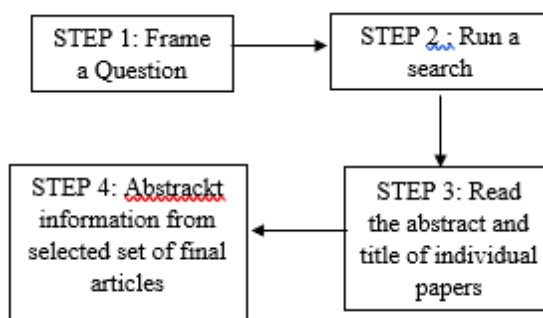 STEP 1: Frame
a Question
STEP 2 : Run a
search
STEP 3: Read
the abstract and
title of individual
papers
STEP 4: Abstrackt
information from
selected set of final
articles